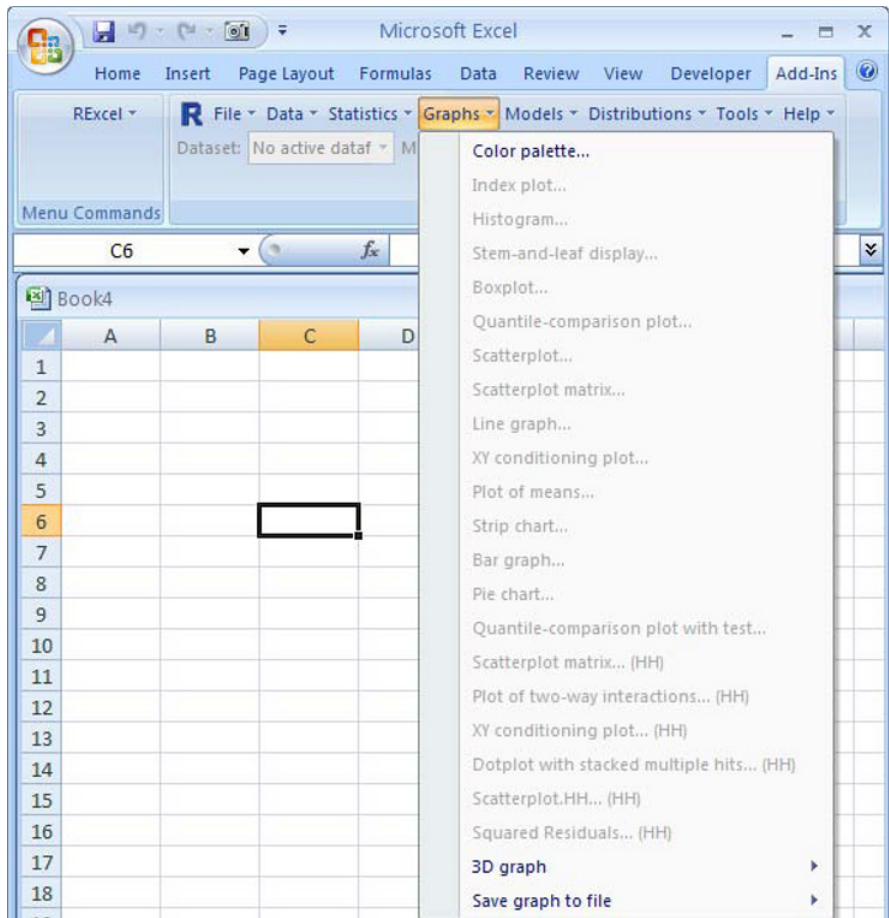 Microsoft Excel
Home Insert Page Layout Formulas Data Review View Developer Add-Ins
RExcel R File Data Statistics Graphs Models Distributions Tools Help
Dataset: No active dataf M
Menu Commands
C6 fx
Book4
A B C D
1
2
3
4
5
6
7
8
9
10
11
12
13
14
15
16
17
18
Color palette...
Index plot...
Histogram...
Stem-and-leaf display...
Boxplot...
Quantile-comparison plot...
Scatterplot...
Scatterplot matrix...
Line graph...
XY conditioning plot...
Plot of means...
Strip chart...
Bar graph...
Pie chart...
Quantile-comparison plot with test...
Scatterplot matrix... (HH)
Plot of two-way interactions... (HH)
XY conditioning plot... (HH)
Dotplot with stacked multiple hits... (HH)
Scatterplot.HH... (HH)
Squared Residuals... (HH)
3D graph
Save graph to file